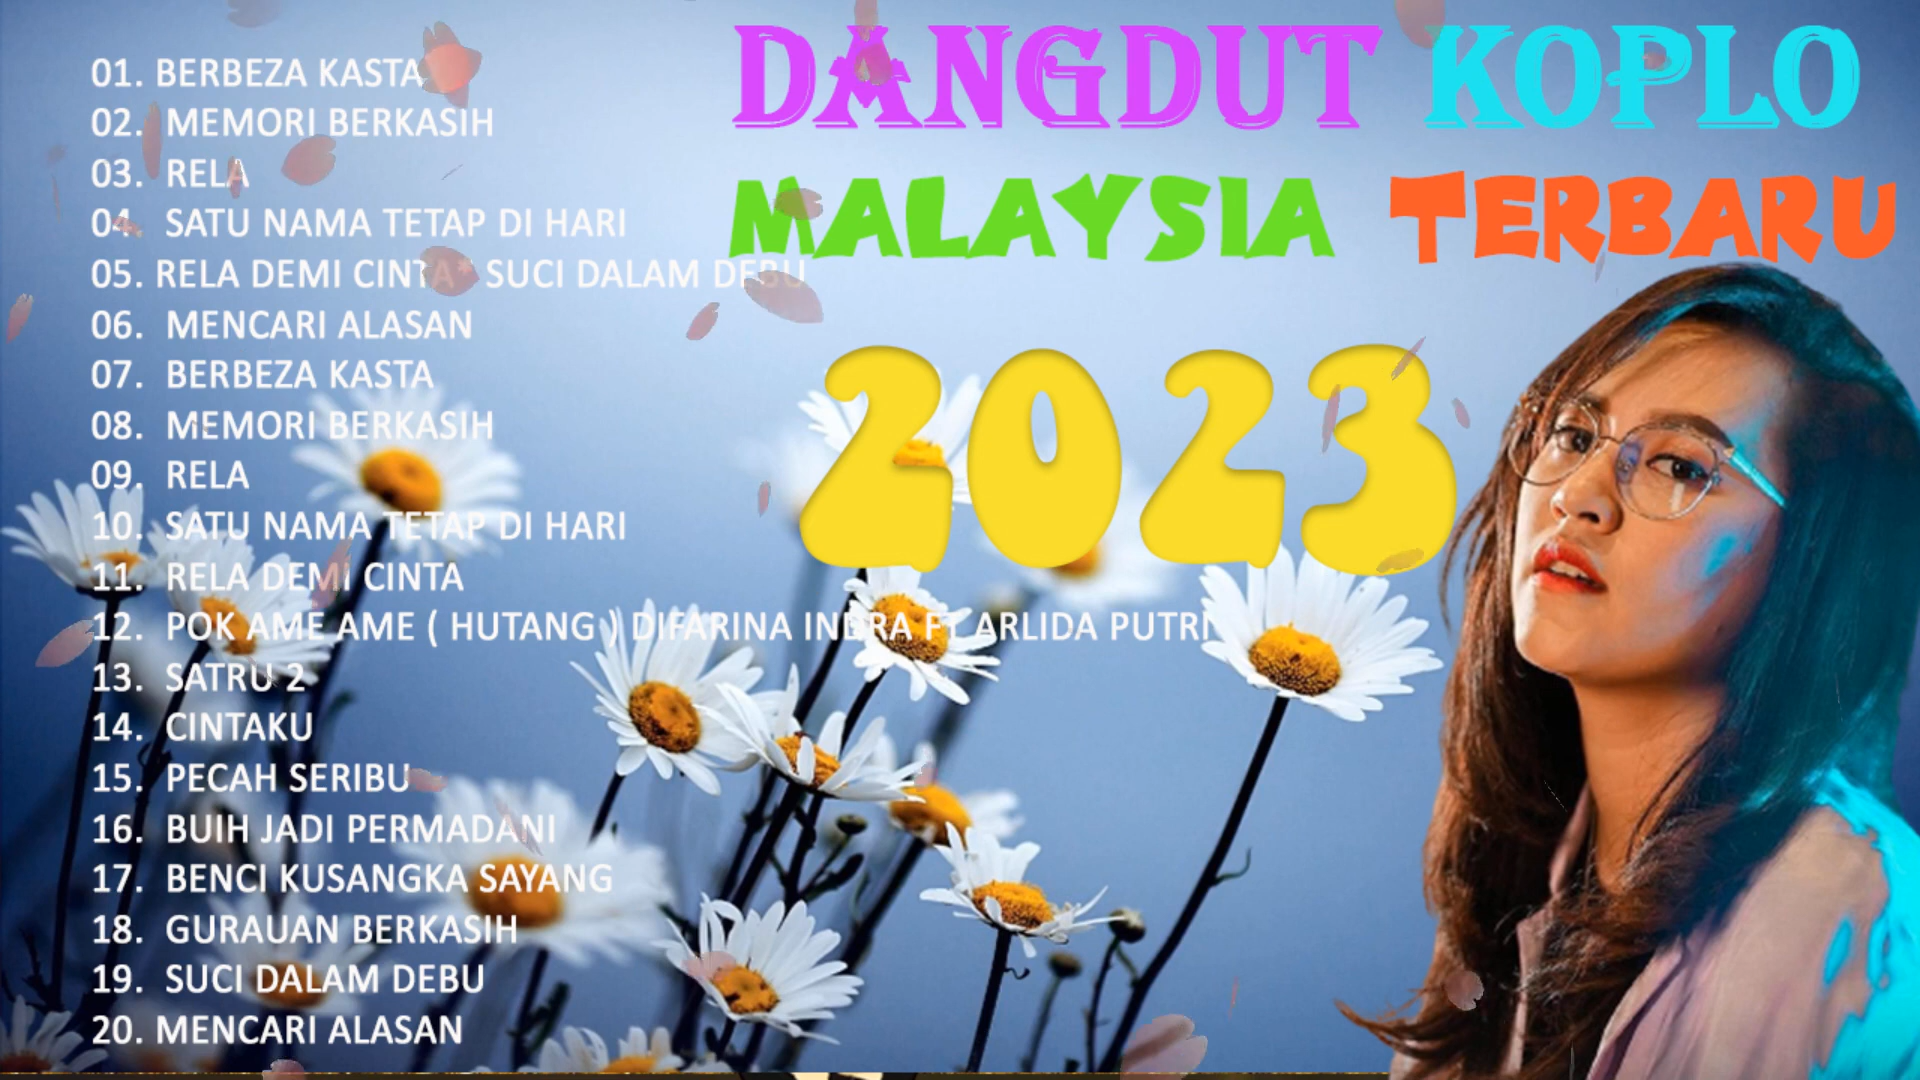 DANGDUT KOPLO
MALAYSIA TERBARU
2023
01. BERBEZA KASTA
02. MEMORI BERKASIH
03. RELA
04. SATU NAMA TETAP DI HARI
05. RELA DEMI CINTA* SUCI DALAM DEBU
06. MENCARI ALASAN
07. BERBEZA KASTA
08. MEMORI BERKASIH
09. RELA
10. SATU NAMA TETAP DI HARI
11. RELA DEMI CINTA
12. POK AME AME ( HUTANG ) DIFARINA INDRA FT ARLIDA PUTRI
13. SATRU 2
14. CINTAKU
15. PECAH SERIBU
16. BUIH JADI PERMADANI
17. BENCI KUSANGKA SAYANG
18. GURAUAN BERKASIH
19. SUCI DALAM DEBU
20. MENCARI ALASAN